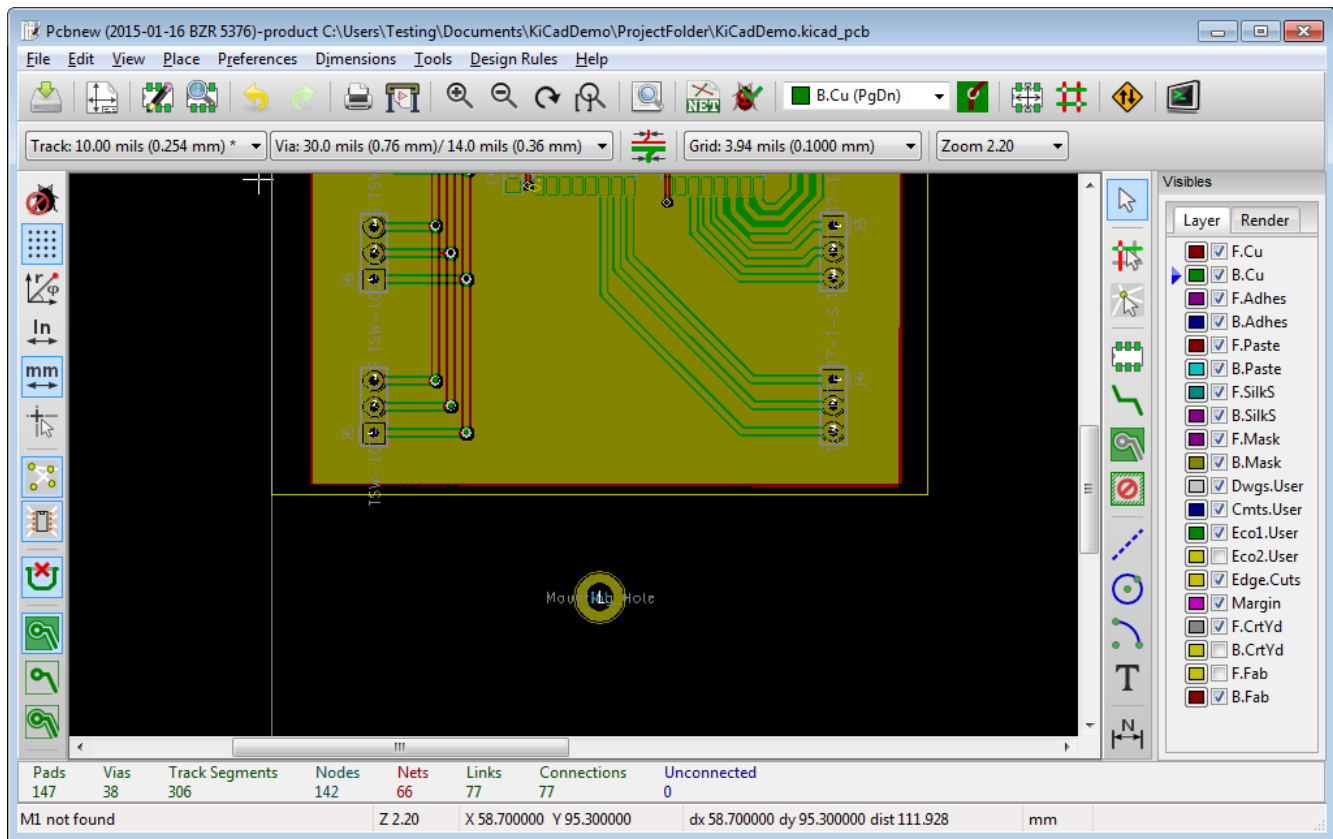 Pcbnew (2015-01-16 BZR 5376)-product C:\Users\Testing\Documents\KiCadDemo\ProjectFolder\KiCadDemo.kicad_pcb
File Edit View Place Preferences Dimensions Tools Design Rules Help
NET
B.Cu (PgDn)
Track: 10.00 mils (0.254 mm) *
Via: 30.0 mils (0.76 mm)/ 14.0 mils (0.36 mm)
Grid: 3.94 mils (0.1000 mm)
Zoom 2.20
In
mm
J6
J5
J4
Mounting Hole
1
T
N
Visibles
Layer Render
F.Cu
B.Cu
F.Adhes
B.Adhes
F.Paste
B.Paste
F.SilkS
B.SilkS
F.Mask
B.Mask
Dwgs.User
Cmts.User
Eco1.User
Eco2.User
Edge.Cuts
Margin
F.CrtYd
B.CrtYd
F.Fab
B.Fab
Pads Vias Track Segments Nodes Nets Links Connections Unconnected
147 38 306 142 66 77 77 0
M1 not found Z 2.20 X 58.700000 Y 95.300000 dx 58.700000 dy 95.300000 dist 111.928 mm